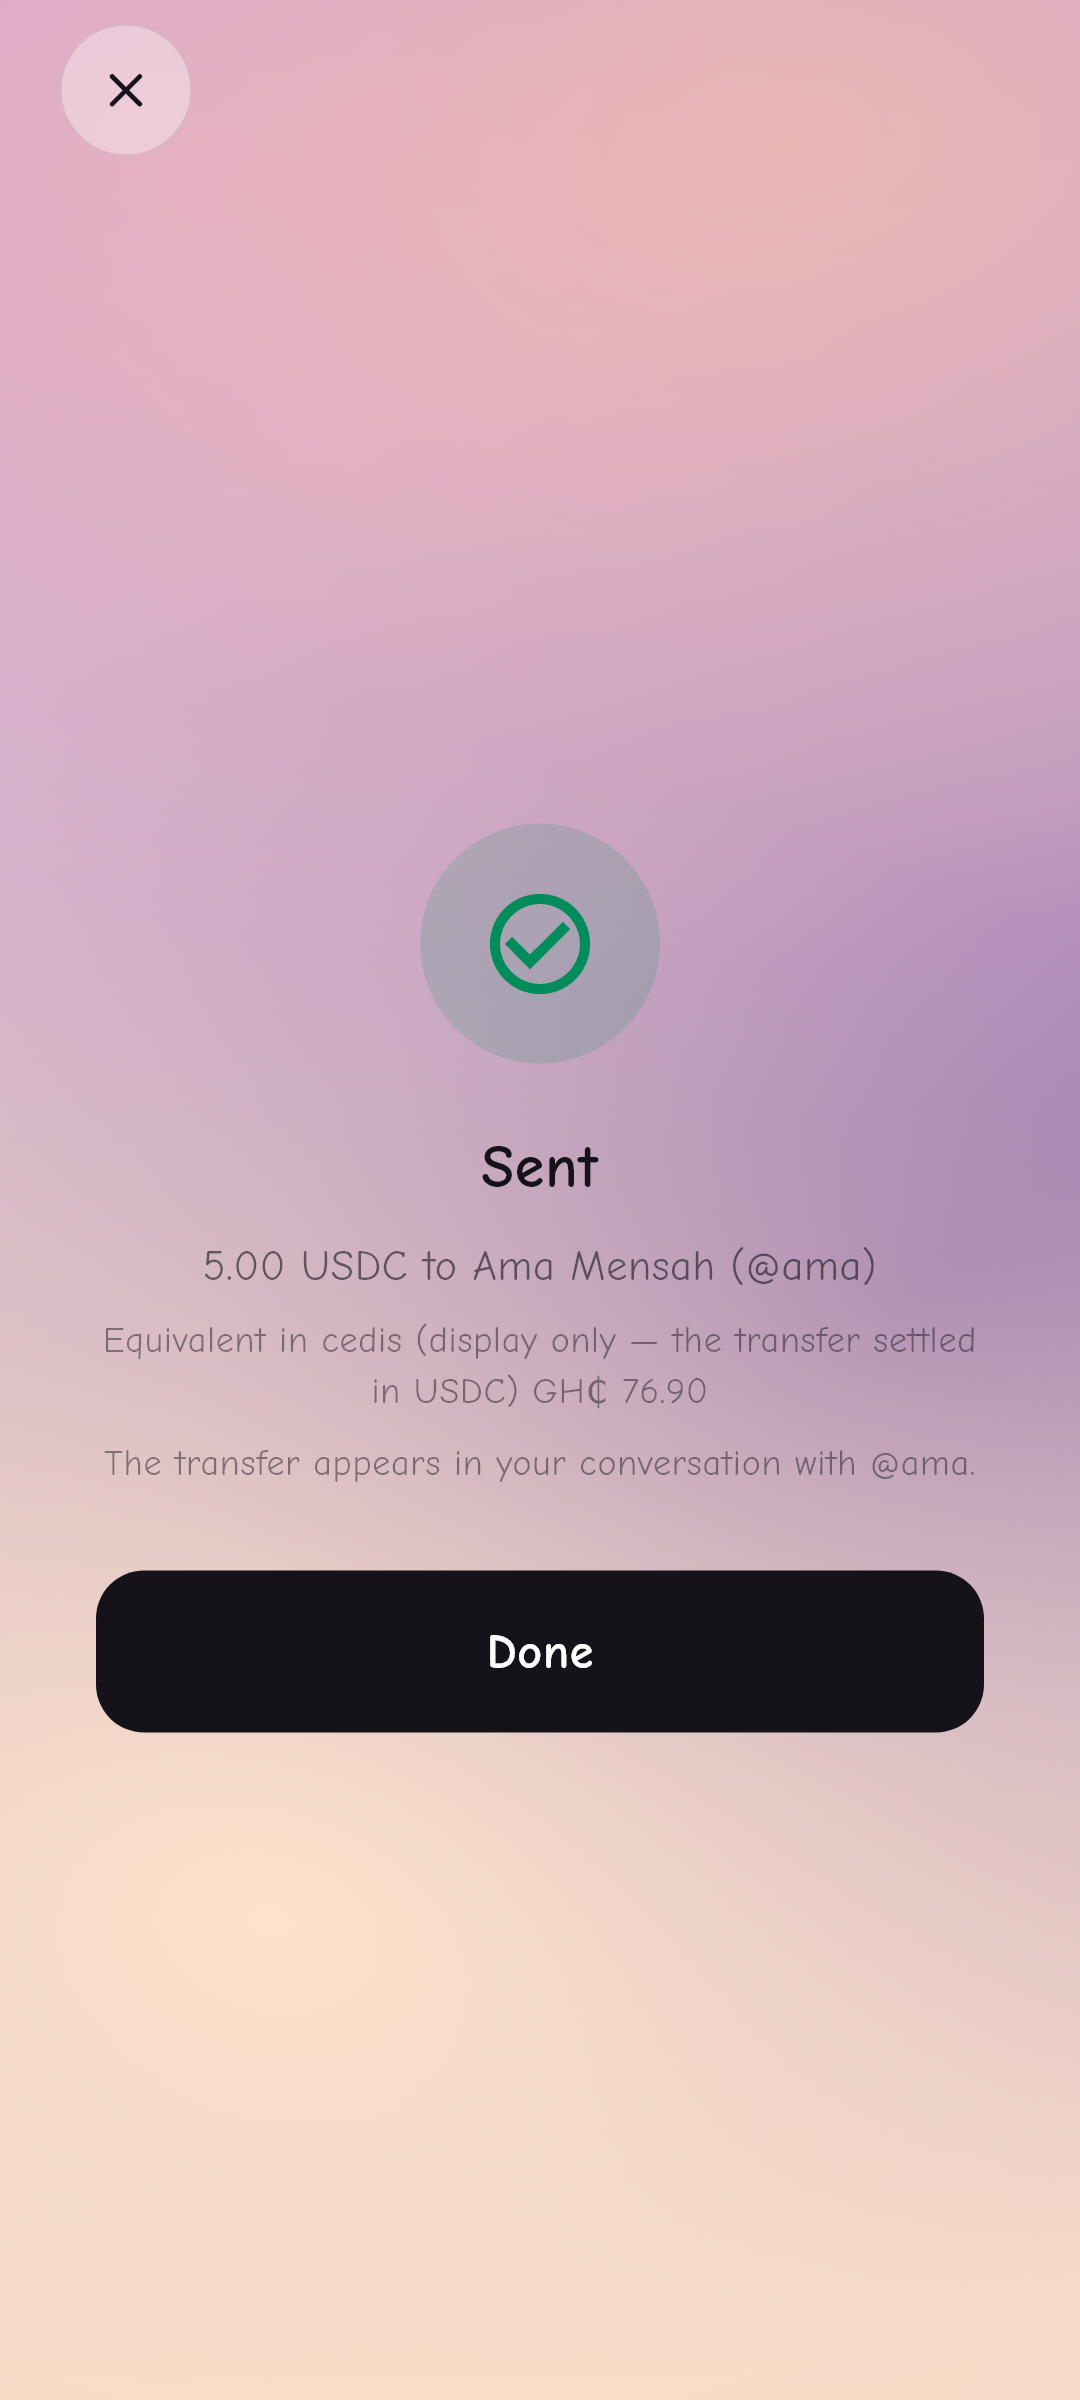 Sent
5.00 USDC to Ama Mensah (@ama)
Equivalent in cedis (display only — the transfer settled
in USDC) GH₵ 76.90
The transfer appears in your conversation with @ama.
Done